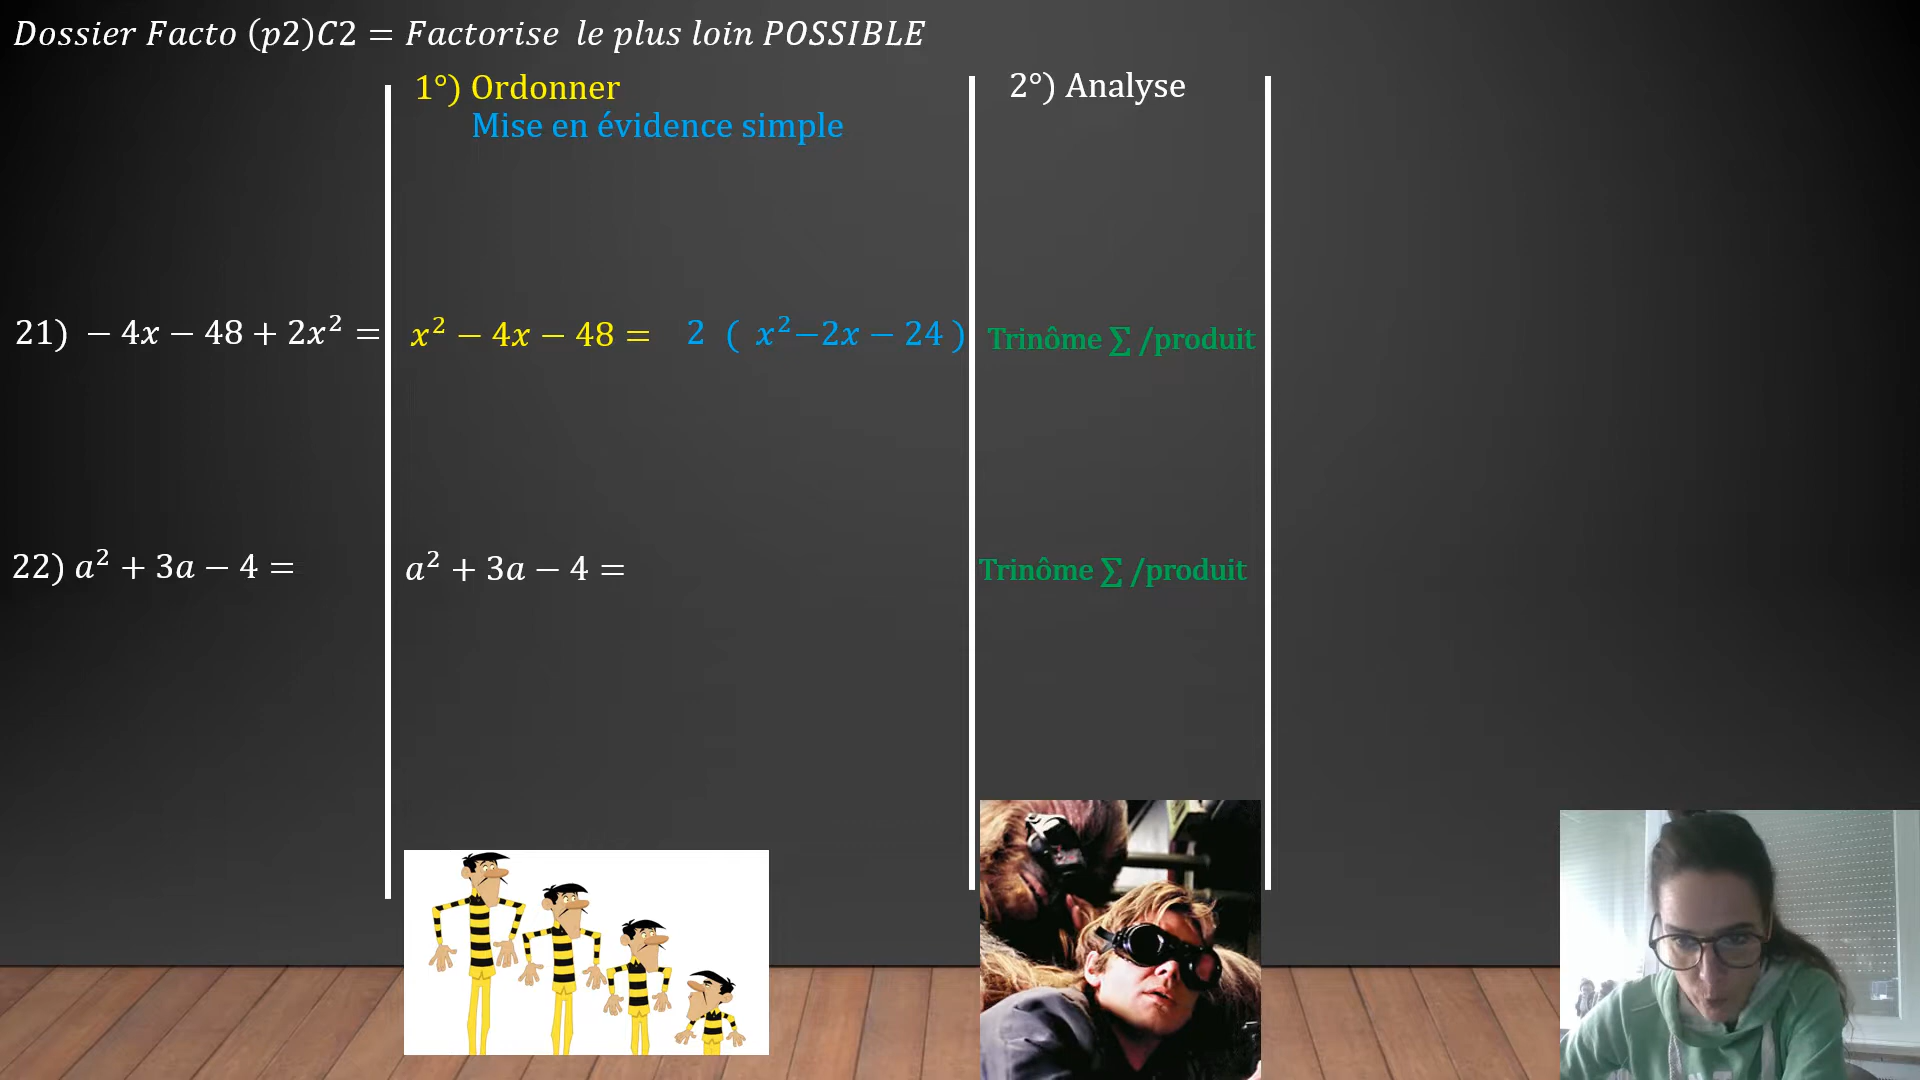 Dossier Facto (p2)C2 = Factorise le plus loin POSSIBLE
1°) Ordonner
Mise en évidence simple
2°) Analyse
21) − 4x − 48 + 2x² =
x² − 4x − 48 =
2 ( x²−2x − 24 )
Trinôme ∑ /produit
22) a² + 3a − 4 =
a² + 3a − 4 =
Trinôme ∑ /produit